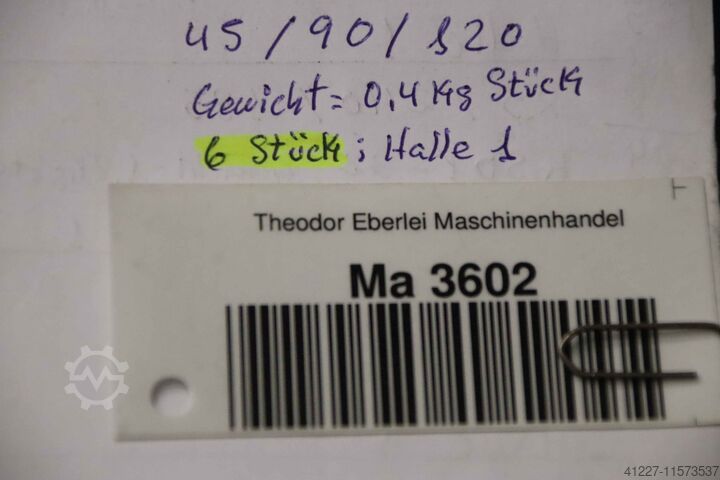 45/90/120
Gewicht = 0,4 Kg Stück
6 Stück; Halle 1
Theodor Eberlei Maschinenhandel
Ma 3602
41227-11573537